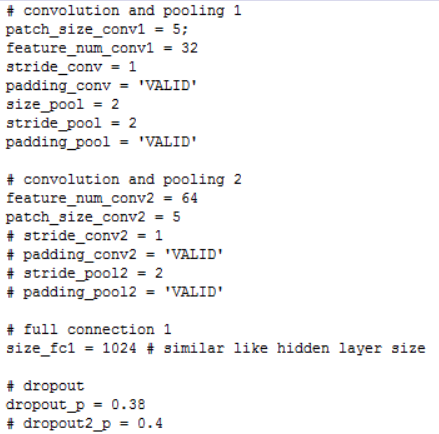 # convolution and pooling 1
patch_size_conv1 = 5;
feature_num_conv1 = 32
stride_conv = 1
padding_conv = 'VALID'
size_pool = 2
stride_pool = 2
padding_pool = 'VALID'

# convolution and pooling 2
feature_num_conv2 = 64
patch_size_conv2 = 5
# stride_conv2 = 1
# padding_conv2 = 'VALID'
# stride_pool2 = 2
# padding_pool2 = 'VALID'

# full connection 1
size_fc1 = 1024 # similar like hidden layer size

# dropout
dropout_p = 0.38
# dropout2_p = 0.4